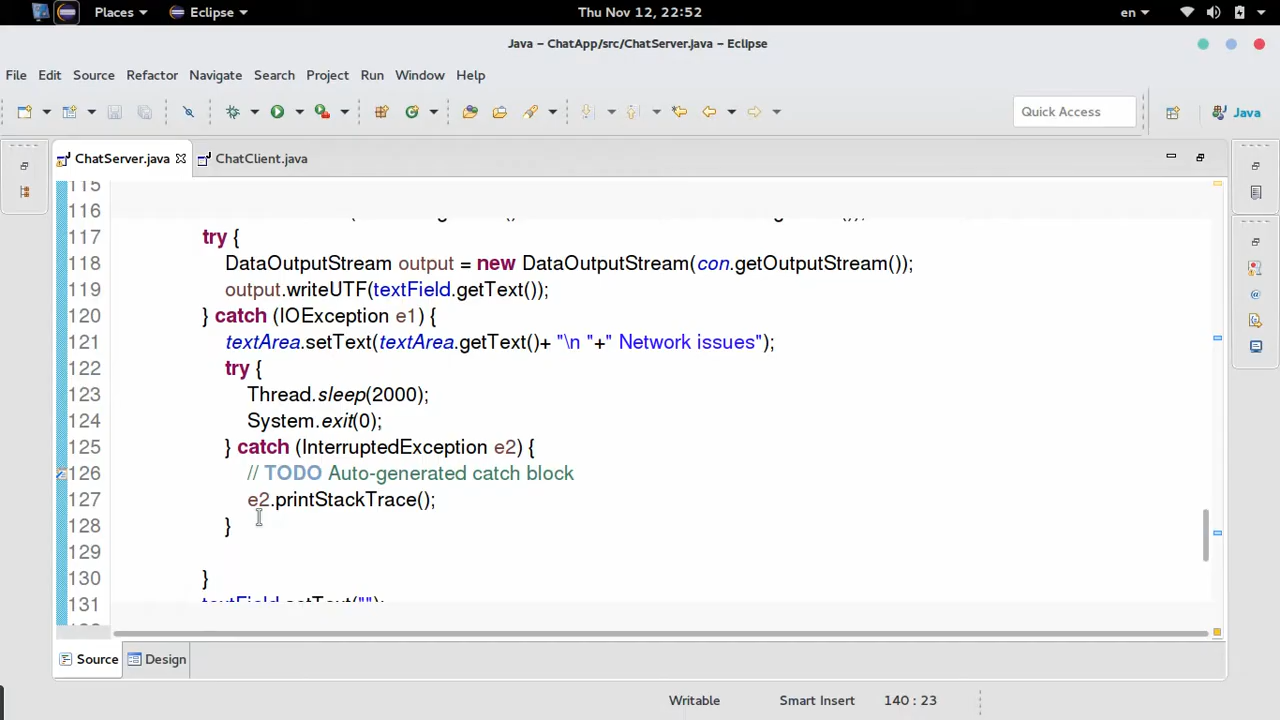 Places Eclipse Thu Nov 12, 22:52 en
Java – ChatApp/src/ChatServer.java – Eclipse
File Edit Source Refactor Navigate Search Project Run Window Help
Quick Access Java
ChatServer.java ChatClient.java
115
116
117 try {
118 DataOutputStream output = new DataOutputStream(con.getOutputStream());
119 output.writeUTF(textField.getText());
120 } catch (IOException e1) {
121 textArea.setText(textArea.getText()+ "\n "+" Network issues");
122 try {
123 Thread.sleep(2000);
124 System.exit(0);
125 } catch (InterruptedException e2) {
126 // TODO Auto-generated catch block
127 e2.printStackTrace();
128 }
129
130 }
131 textField.setText("");
Source Design
Writable Smart Insert 140 : 23